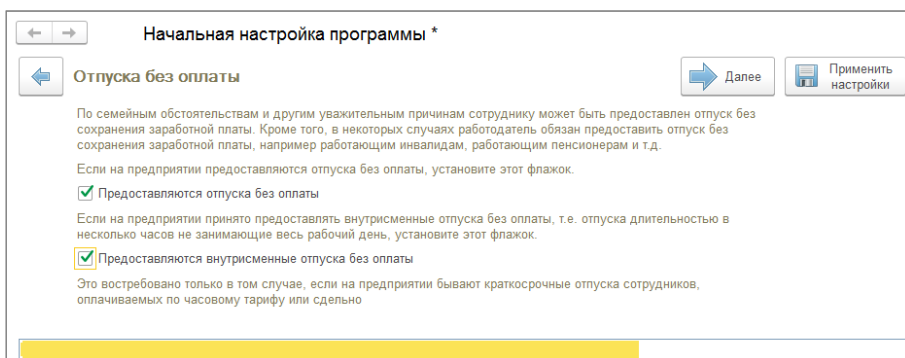 Начальная настройка программы *
Отпуска без оплаты
Далее
Применить
настройки
По семейным обстоятельствам и другим уважительным причинам сотруднику может быть предоставлен отпуск без
сохранения заработной платы. Кроме того, в некоторых случаях работодатель обязан предоставить отпуск без
сохранения заработной платы, например работающим инвалидам, работающим пенсионерам и т.д.
Если на предприятии предоставляются отпуска без оплаты, установите этот флажок.
Предоставляются отпуска без оплаты
Если на предприятии принято предоставлять внутрисменные отпуска без оплаты, т.е. отпуска длительностью в
несколько часов не занимающие весь рабочий день, установите этот флажок.
Предоставляются внутрисменные отпуска без оплаты
Это востребовано только в том случае, если на предприятии бывают краткосрочные отпуска сотрудников,
оплачиваемых по часовому тарифу или сдельно